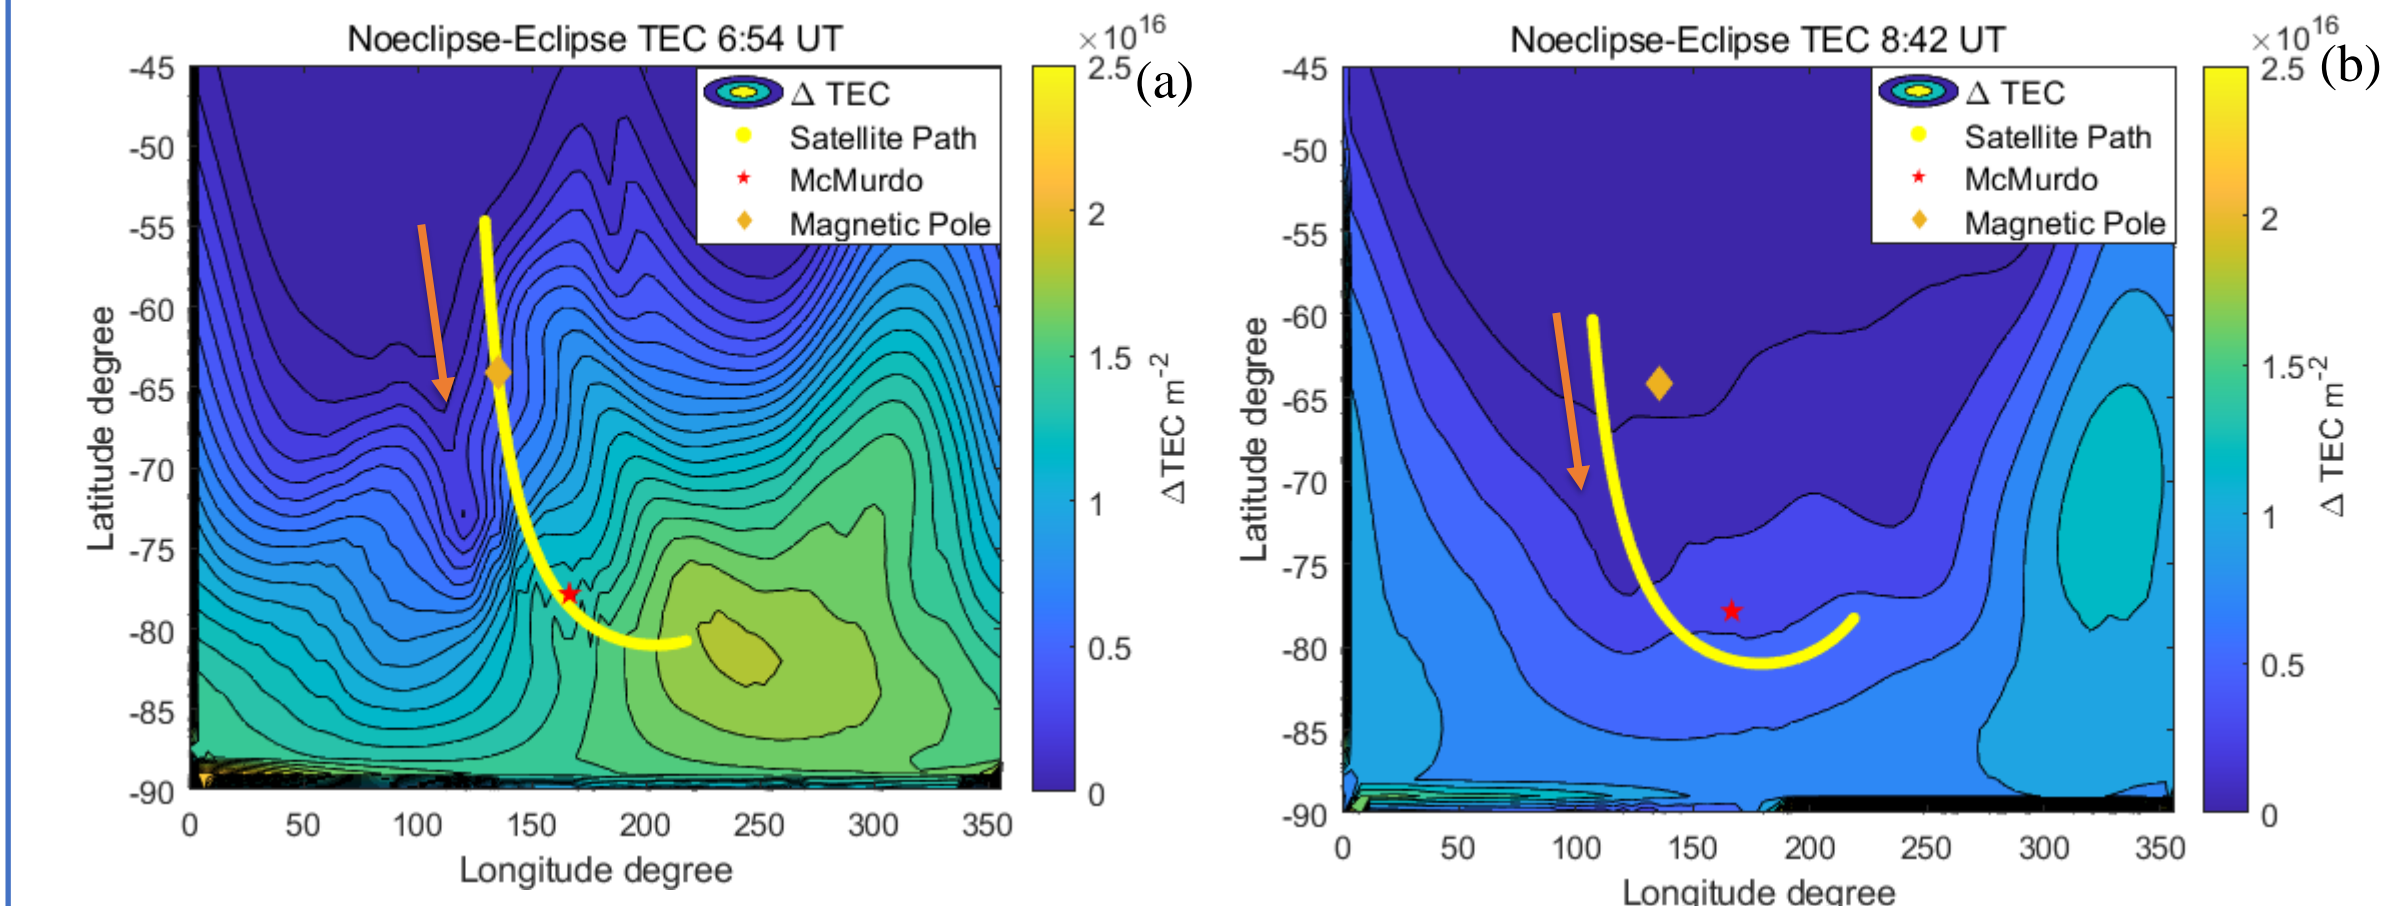 Noeclipse-Eclipse TEC 6:54 UT
×10^16
(a)
Δ TEC
Satellite Path
McMurdo
Magnetic Pole
-45
-50
-55
-60
-65
-70
-75
-80
-85
-90
Latitude degree
0 50 100 150 200 250 300 350
Longitude degree
2.5
2
1.5
1
0.5
0
ΔTEC m^-2
Noeclipse-Eclipse TEC 8:42 UT
×10^16
(b)
Δ TEC
Satellite Path
McMurdo
Magnetic Pole
-45
-50
-55
-60
-65
-70
-75
-80
-85
-90
Latitude degree
0 50 100 150 200 250 300 350
Longitude degree
2.5
2
1.5
1
0.5
0
Δ TEC m^-2